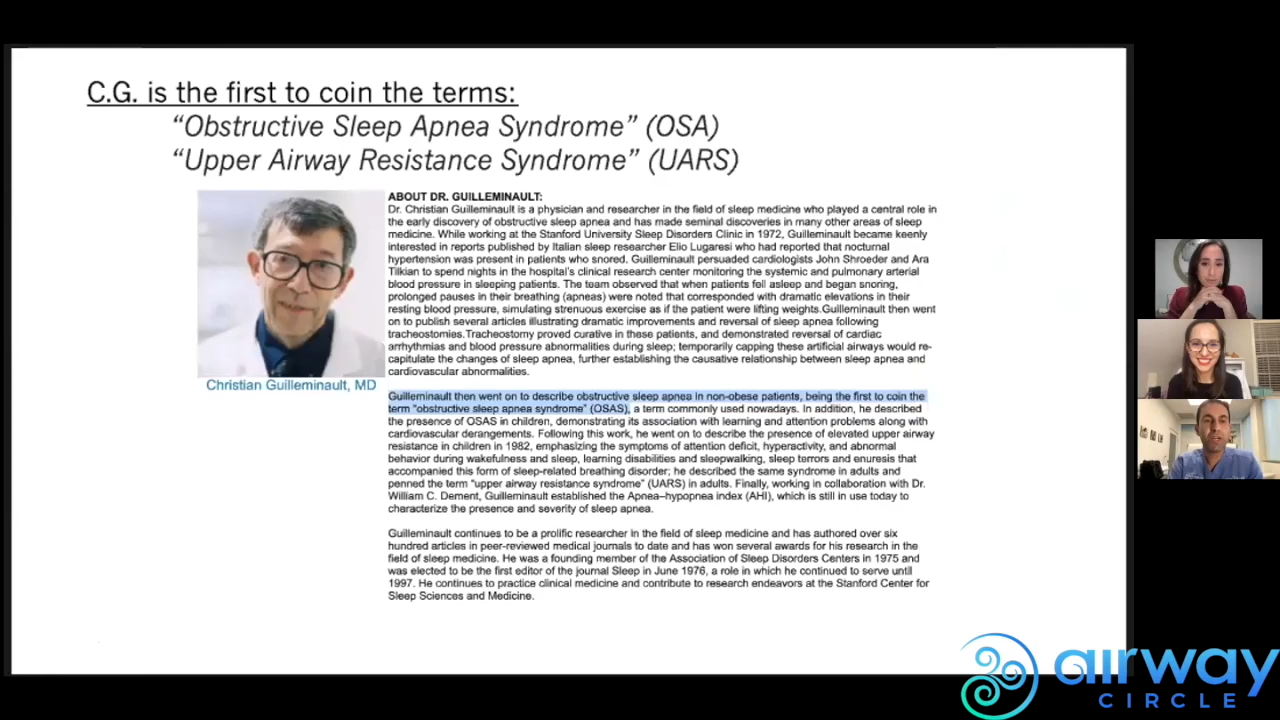 C.G. is the first to coin the terms:
“Obstructive Sleep Apnea Syndrome” (OSA)
“Upper Airway Resistance Syndrome” (UARS)
ABOUT DR. GUILLEMINAULT:
Dr. Christian Guilleminault is a physician and researcher in the field of sleep medicine who played a central role in
the early discovery of obstructive sleep apnea and has made seminal discoveries in many other areas of sleep
medicine. While working at the Stanford University Sleep Disorders Clinic in 1972, Guilleminault became keenly
interested in reports published by Italian sleep researcher Elio Lugaresi who had reported that nocturnal
hypertension was present in patients who snored. Guilleminault persuaded cardiologists John Shroeder and Ara
Tilkian to spend nights in the hospital's clinical research center monitoring the systemic and pulmonary arterial
blood pressure in sleeping patients. The team observed that when patients fell asleep and began snoring,
prolonged pauses in their breathing (apneas) were noted that corresponded with dramatic elevations in their
resting blood pressure, simulating strenuous exercise as if the patient were lifting weights.Guilleminault then went
on to publish several articles illustrating dramatic improvements and reversal of sleep apnea following
tracheostomies.Tracheostomy proved curative in these patients, and demonstrated reversal of cardiac
arrhythmias and blood pressure abnormalities during sleep; temporarily capping these artificial airways would re-
capitulate the changes of sleep apnea, further establishing the causative relationship between sleep apnea and
cardiovascular abnormalities.
Christian Guilleminault, MD
Guilleminault then went on to describe obstructive sleep apnea in non-obese patients, being the first to coin the
term “obstructive sleep apnea syndrome” (OSAS), a term commonly used nowadays. In addition, he described
the presence of OSAS in children, demonstrating its association with learning and attention problems along with
cardiovascular derangements. Following this work, he went on to describe the presence of elevated upper airway
resistance in children in 1982, emphasizing the symptoms of attention deficit, hyperactivity, and abnormal
behavior during wakefulness and sleep, learning disabilities and sleepwalking, sleep terrors and enuresis that
accompanied this form of sleep-related breathing disorder; he described the same syndrome in adults and
penned the term “upper airway resistance syndrome” (UARS) in adults. Finally, working in collaboration with Dr.
William C. Dement, Guilleminault established the Apnea–hypopnea index (AHI), which is still in use today to
characterize the presence and severity of sleep apnea.
Guilleminault continues to be a prolific researcher in the field of sleep medicine and has authored over six
hundred articles in peer-reviewed medical journals to date and has won several awards for his research in the
field of sleep medicine. He was a founding member of the Association of Sleep Disorders Centers in 1975 and
was elected to be the first editor of the journal Sleep in June 1976, a role in which he continued to serve until
1997. He continues to practice clinical medicine and contribute to research endeavors at the Stanford Center for
Sleep Sciences and Medicine.
airway
CIRCLE